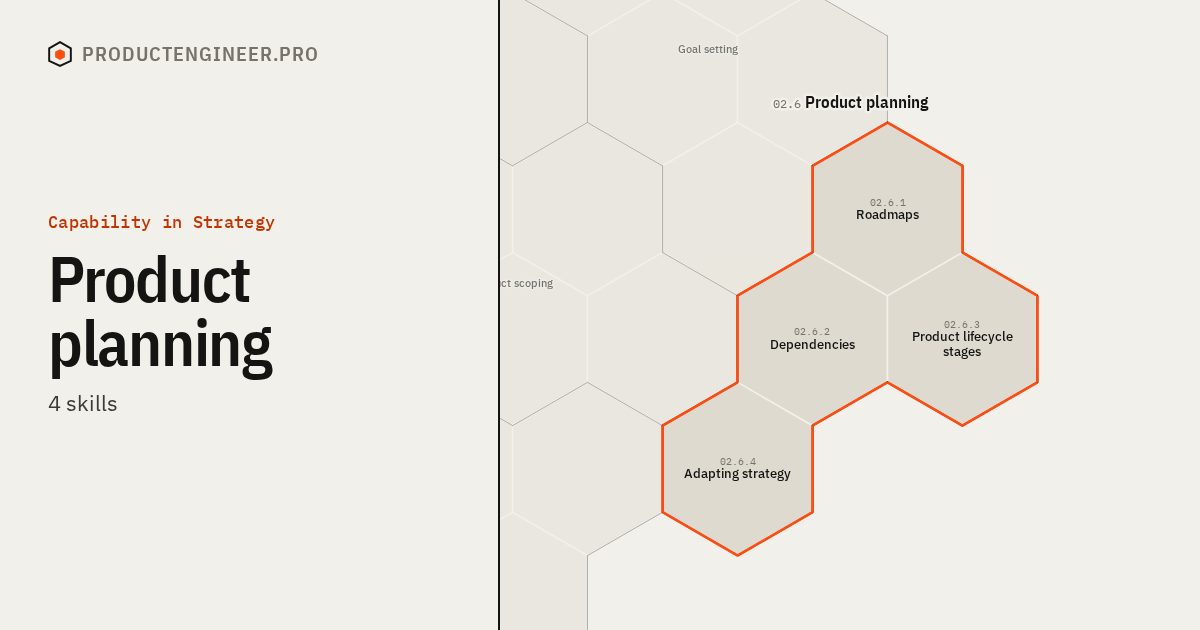 PRODUCTENGINEER.PRO
Capability in Strategy
Product
planning
4 skills
Goal setting
02.6 Product planning
02.6.1
Roadmaps
scoping
02.6.2
Dependencies
02.6.3
Product lifecycle
stages
02.6.4
Adapting strategy